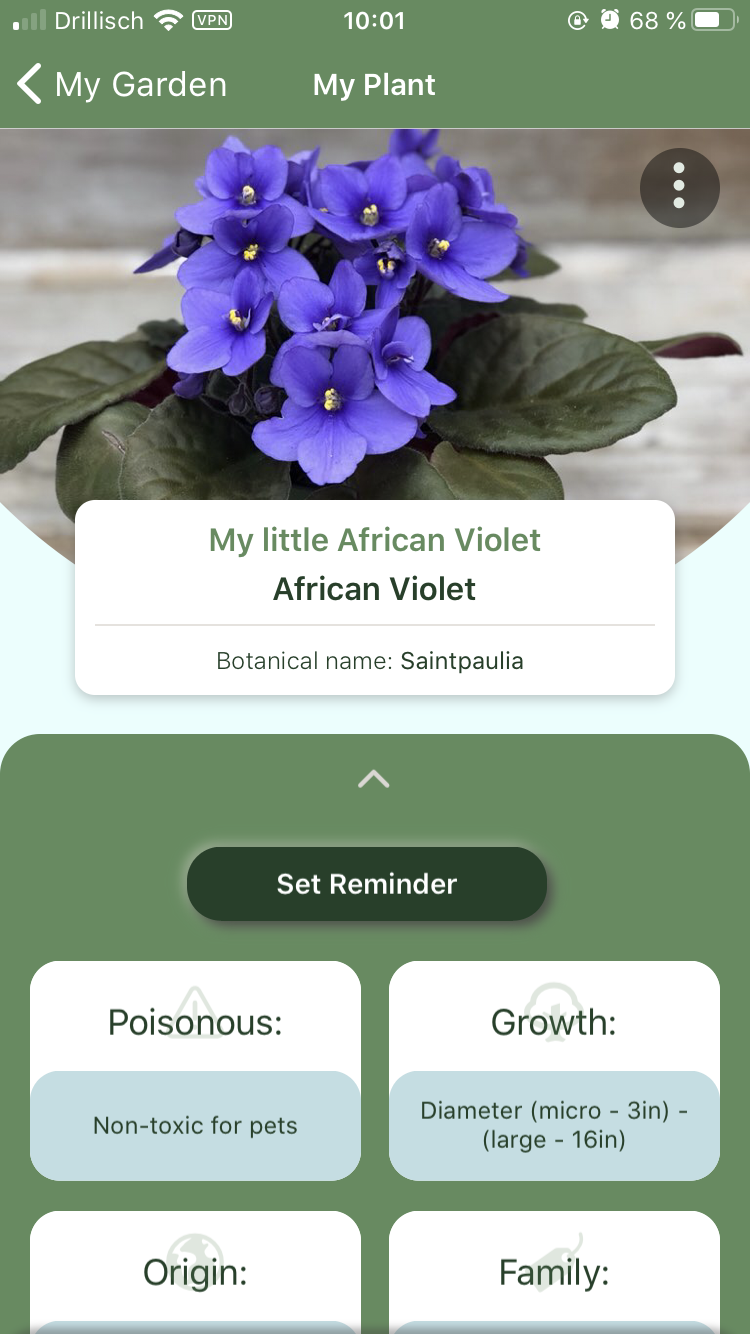 Drillisch VPN 10:01 68 %
My Garden My Plant
My little African Violet
African Violet
Botanical name: Saintpaulia
Set Reminder
Poisonous:
Non-toxic for pets
Growth:
Diameter (micro - 3in) -
(large - 16in)
Origin:
Family: